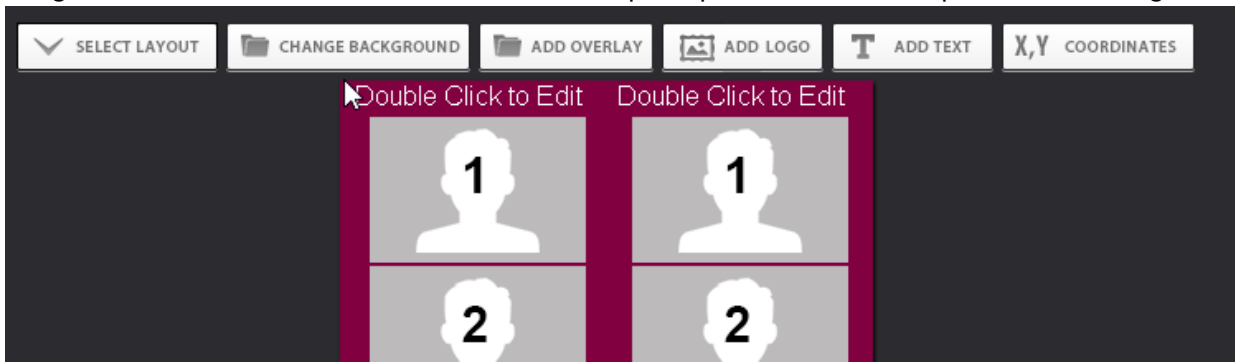 SELECT LAYOUT CHANGE BACKGROUND ADD OVERLAY ADD LOGO T ADD TEXT X,Y COORDINATES
Double Click to Edit Double Click to Edit
1 1
2 2